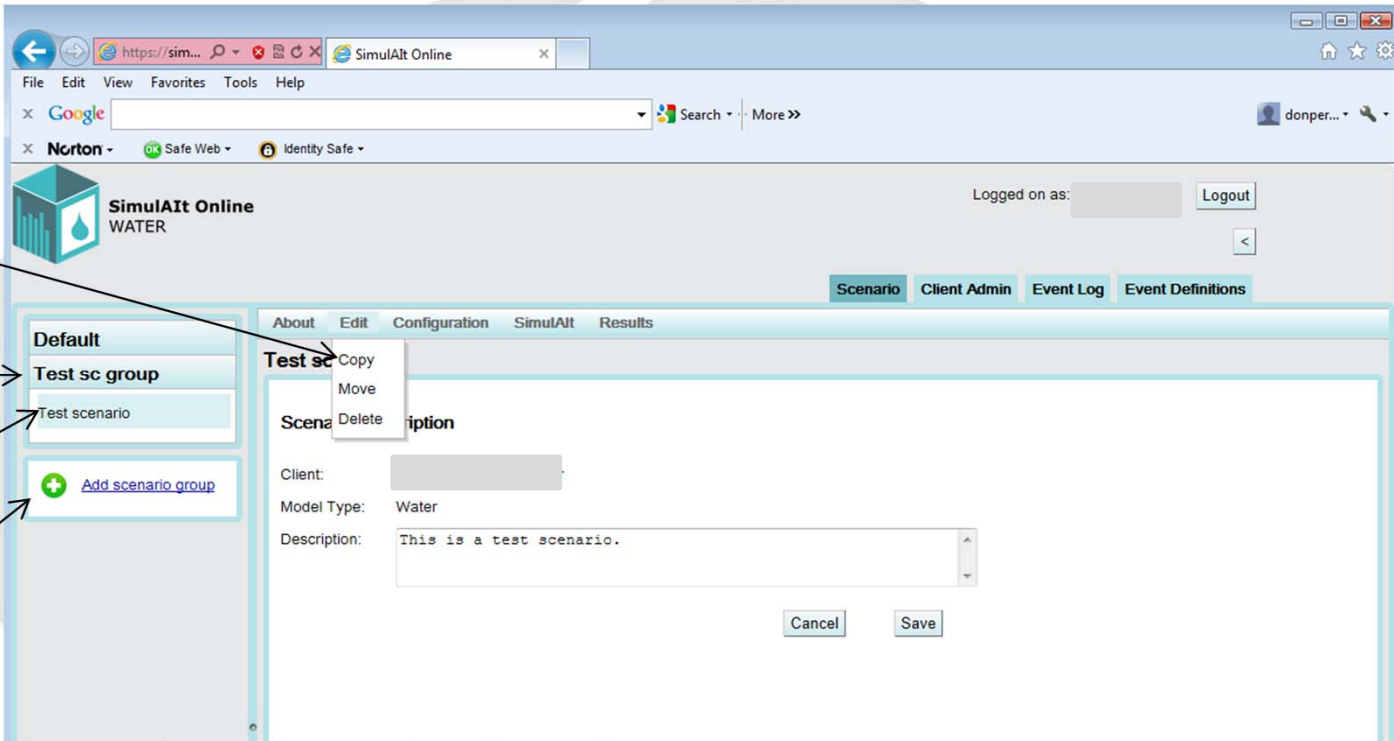 https://sim...
SimulAIt Online
File Edit View Favorites Tools Help
Google Search More >> donper...
Norton Safe Web Identity Safe
SimulAIt Online
WATER
Logged on as: Logout
<
Scenario Client Admin Event Log Event Definitions
About Edit Configuration SimulAIt Results
Default
Test sc group
Test scenario
Add scenario group
Test sc
Copy
Move
Delete
Scena ription
Client:
Model Type: Water
Description: This is a test scenario.
Cancel Save